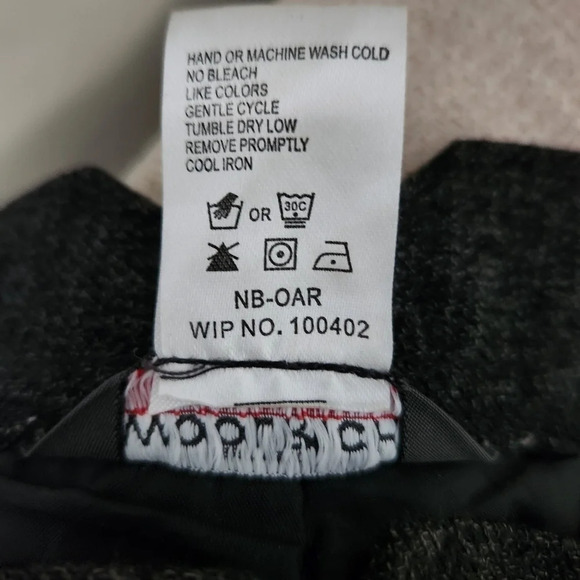 HAND OR MACHINE WASH COLD
NO BLEACH
LIKE COLORS
GENTLE CYCLE
TUMBLE DRY LOW
REMOVE PROMPTLY
COOL IRON
OR 30C
NB-OAR
WIP NO. 100402